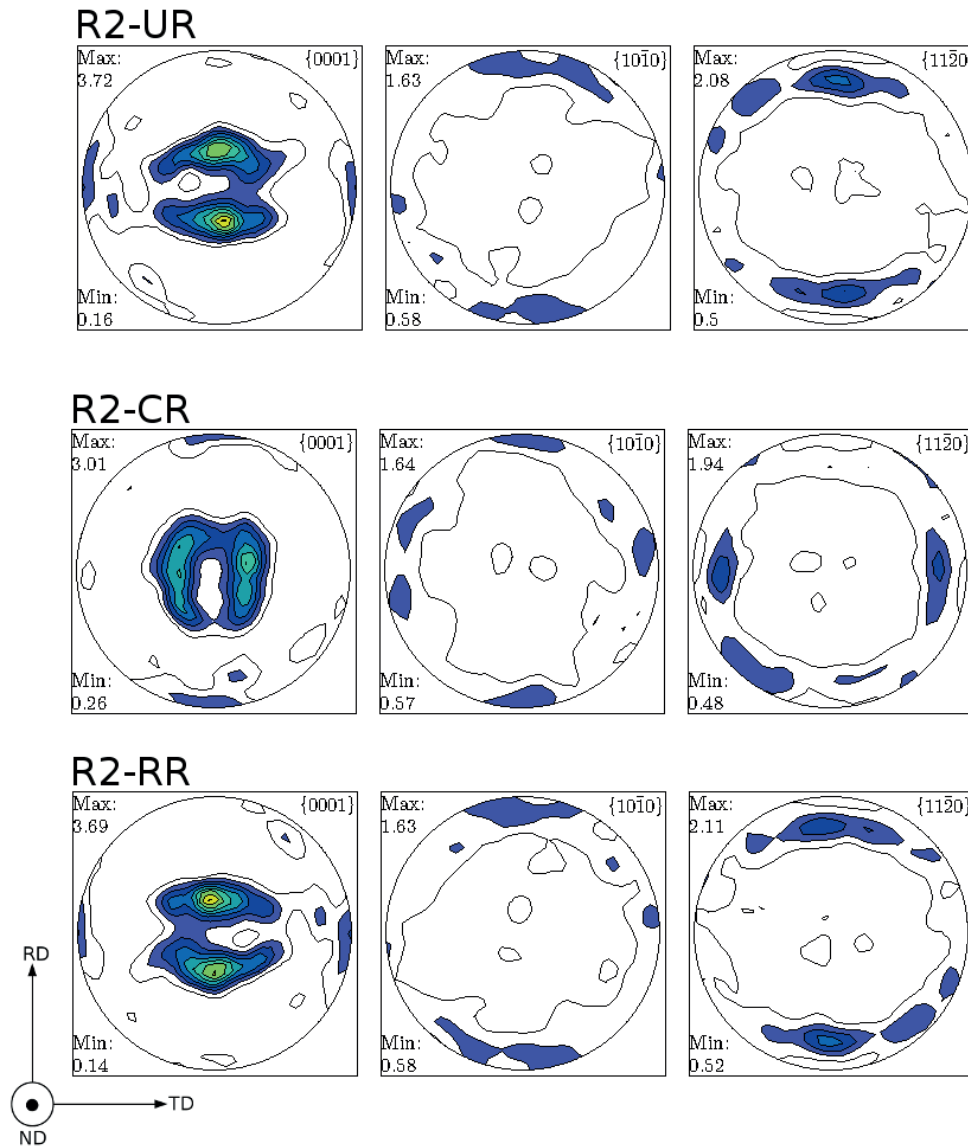 R2-UR
Max: {0001}
3.72
Min:
0.16
Max: {101̄0}
1.63
Min:
0.58
Max: {112̄0
2.08
Min:
0.5
R2-CR
Max: {0001}
3.01
Min:
0.26
Max: {101̄0}
1.64
Min:
0.57
Max: {112̄0}
1.94
Min:
0.48
R2-RR
Max: {0001}
3.69
Min:
0.14
Max: {101̄0}
1.63
Min:
0.58
Max: {112̄0}
2.11
Min:
0.52
RD
TD
ND